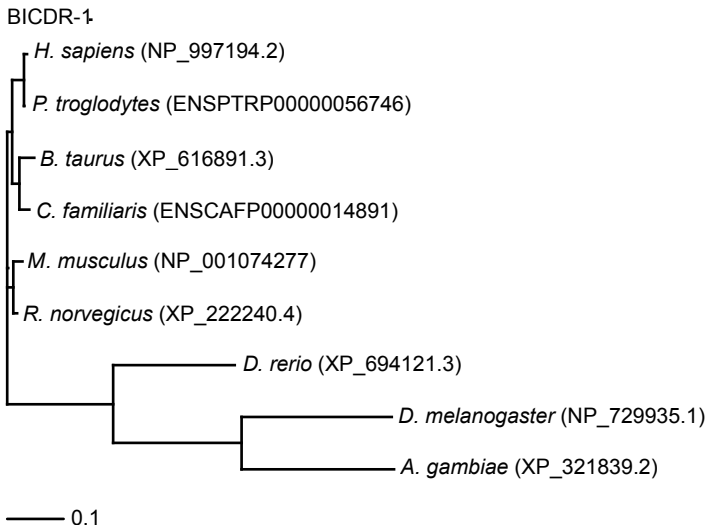 BICDR-1
H. sapiens (NP_997194.2)
P. troglodytes (ENSPTRP00000056746)
B. taurus (XP_616891.3)
C. familiaris (ENSCAFP00000014891)
M. musculus (NP_001074277)
R. norvegicus (XP_222240.4)
D. rerio (XP_694121.3)
D. melanogaster (NP_729935.1)
A. gambiae (XP_321839.2)
0.1